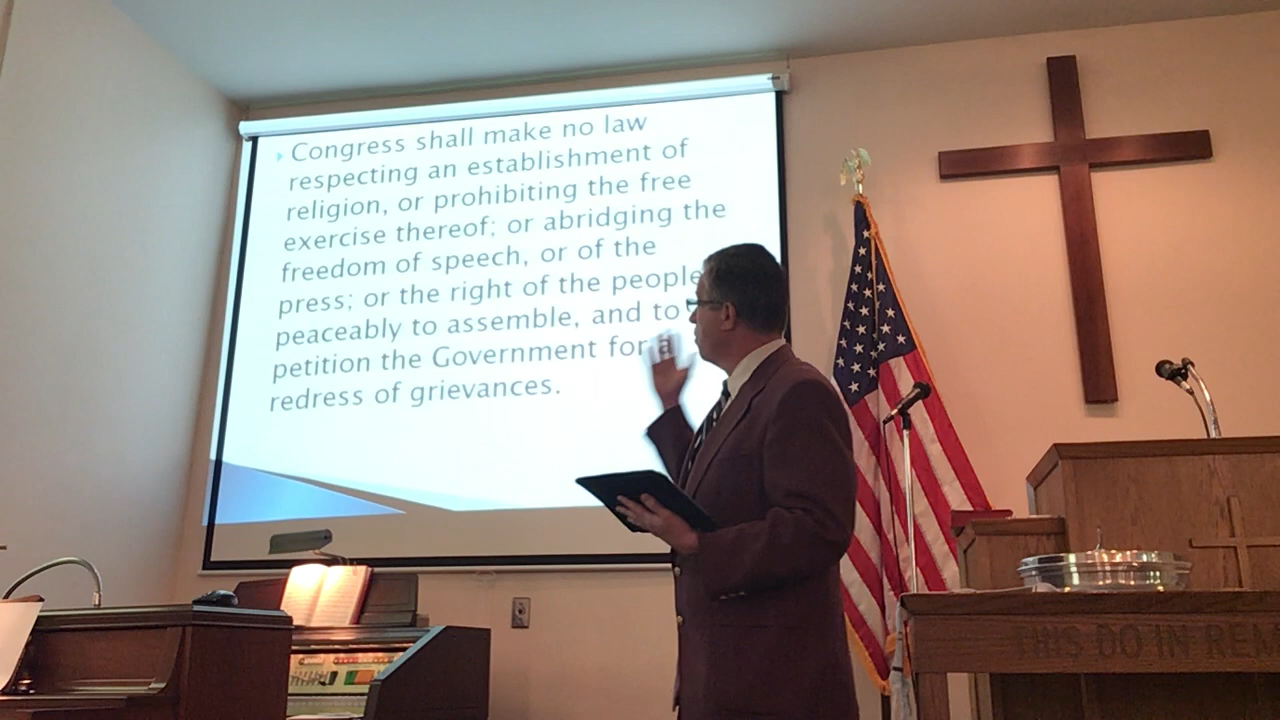 Congress shall make no law
respecting an establishment of
religion, or prohibiting the free
exercise thereof; or abridging the
freedom of speech, or of the
press; or the right of the people
peaceably to assemble, and to
petition the Government for a
redress of grievances.
THIS DO IN REM